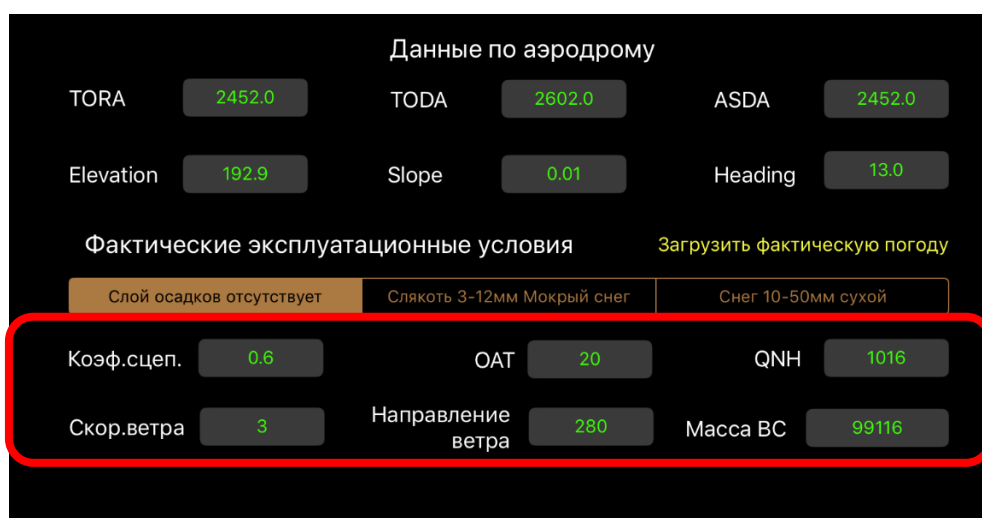 Данные по аэродрому
TORA 2452.0 TODA 2602.0 ASDA 2452.0
Elevation 192.9 Slope 0.01 Heading 13.0
Фактические эксплуатационные условия Загрузить фактическую погоду
Слой осадков отсутствует Слякоть 3-12мм Мокрый снег Снег 10-50мм сухой
Коэф.сцеп. 0.6 OAT 20 QNH 1016
Скор.ветра 3 Направление ветра 280 Масса ВС 99116